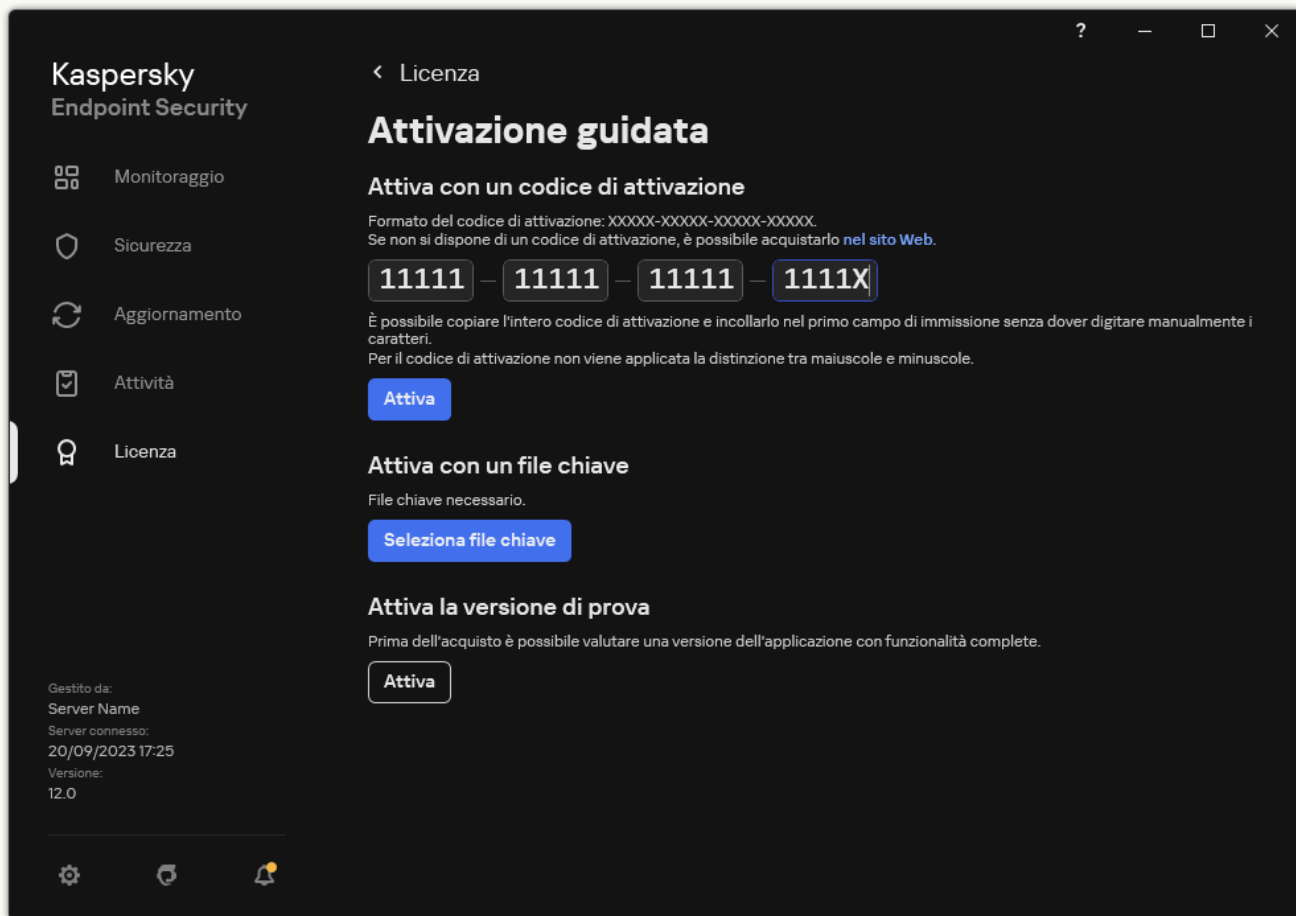 ?
Kaspersky
Endpoint Security
Monitoraggio
Sicurezza
Aggiornamento
Attività
Licenza
Gestito da:
Server Name
Server connesso:
20/09/2023 17:25
Versione:
12.0
Licenza
Attivazione guidata
Attiva con un codice di attivazione
Formato del codice di attivazione: XXXXX-XXXXX-XXXXX-XXXXX.
Se non si dispone di un codice di attivazione, è possibile acquistarlo nel sito Web.
11111 — 11111 — 11111 — 1111X
È possibile copiare l'intero codice di attivazione e incollarlo nel primo campo di immissione senza dover digitare manualmente i
caratteri.
Per il codice di attivazione non viene applicata la distinzione tra maiuscole e minuscole.
Attiva
Attiva con un file chiave
File chiave necessario.
Seleziona file chiave
Attiva la versione di prova
Prima dell'acquisto è possibile valutare una versione dell'applicazione con funzionalità complete.
Attiva